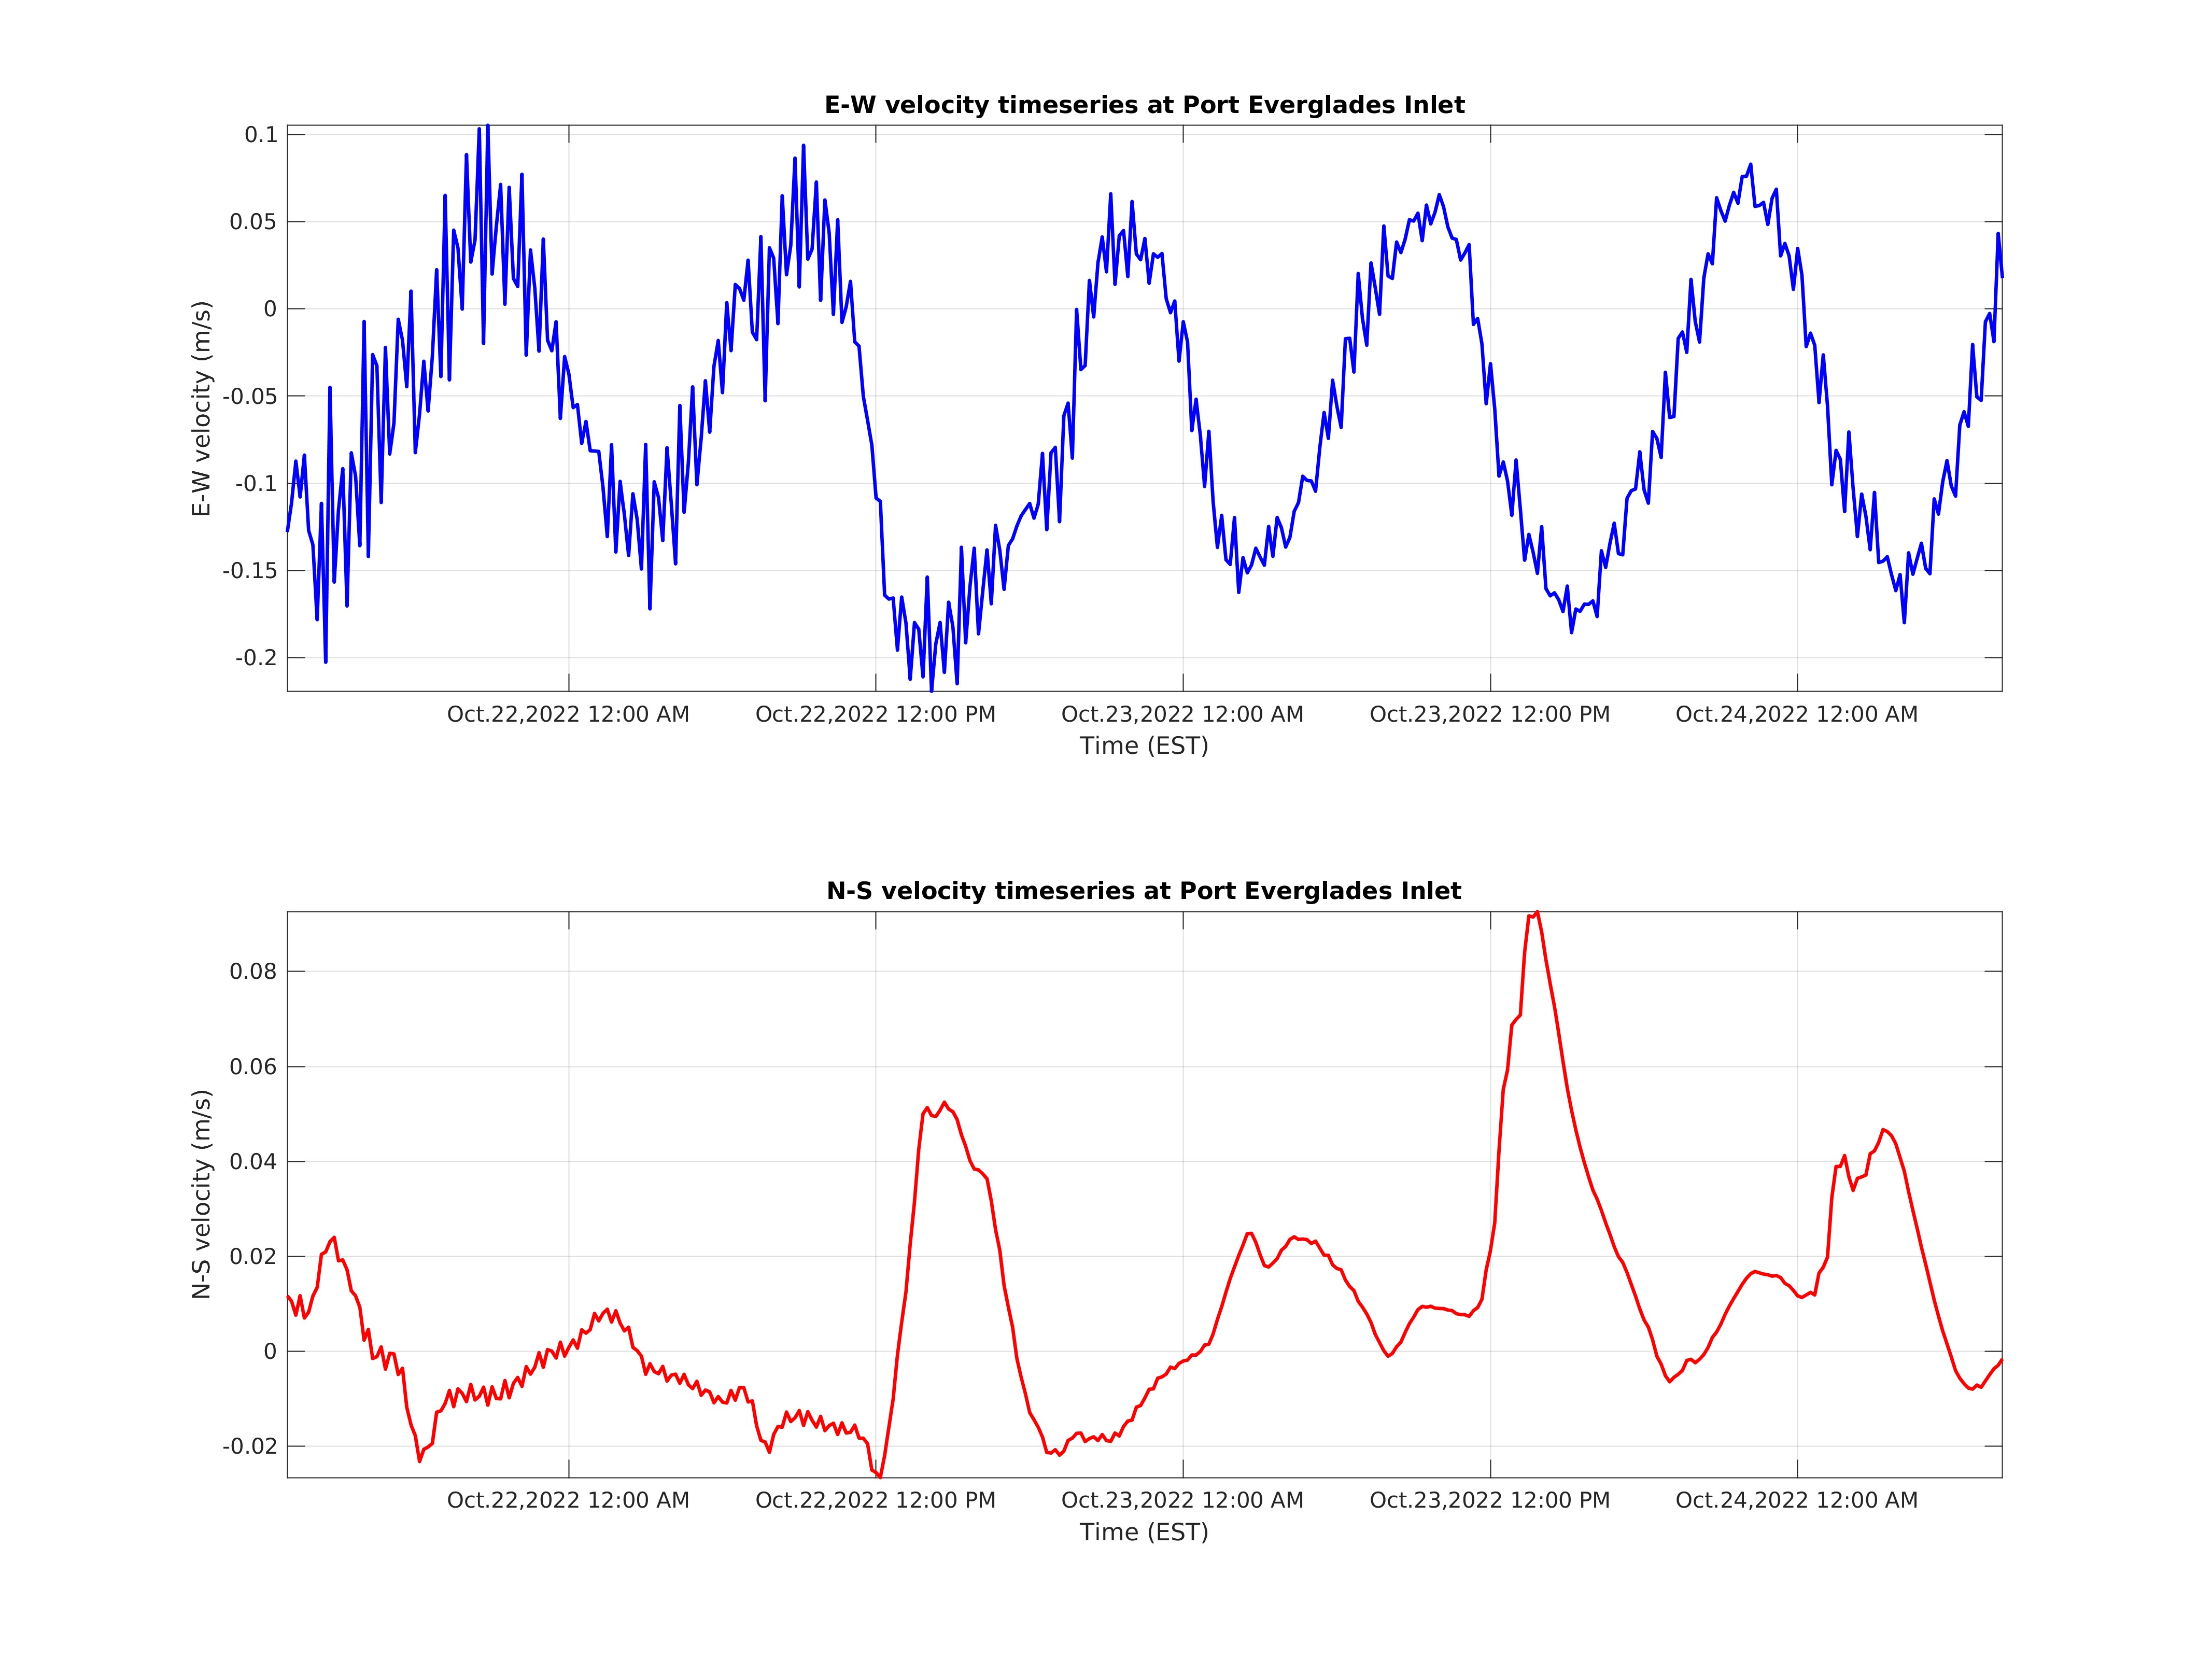 E-W velocity timeseries at Port Everglades Inlet
E-W velocity (m/s)
0.1
0.05
0
-0.05
-0.1
-0.15
-0.2
Oct.22,2022 12:00 AM Oct.22,2022 12:00 PM Oct.23,2022 12:00 AM Oct.23,2022 12:00 PM Oct.24,2022 12:00 AM
Time (EST)
N-S velocity timeseries at Port Everglades Inlet
N-S velocity (m/s)
0.08
0.06
0.04
0.02
0
-0.02
Oct.22,2022 12:00 AM Oct.22,2022 12:00 PM Oct.23,2022 12:00 AM Oct.23,2022 12:00 PM Oct.24,2022 12:00 AM
Time (EST)